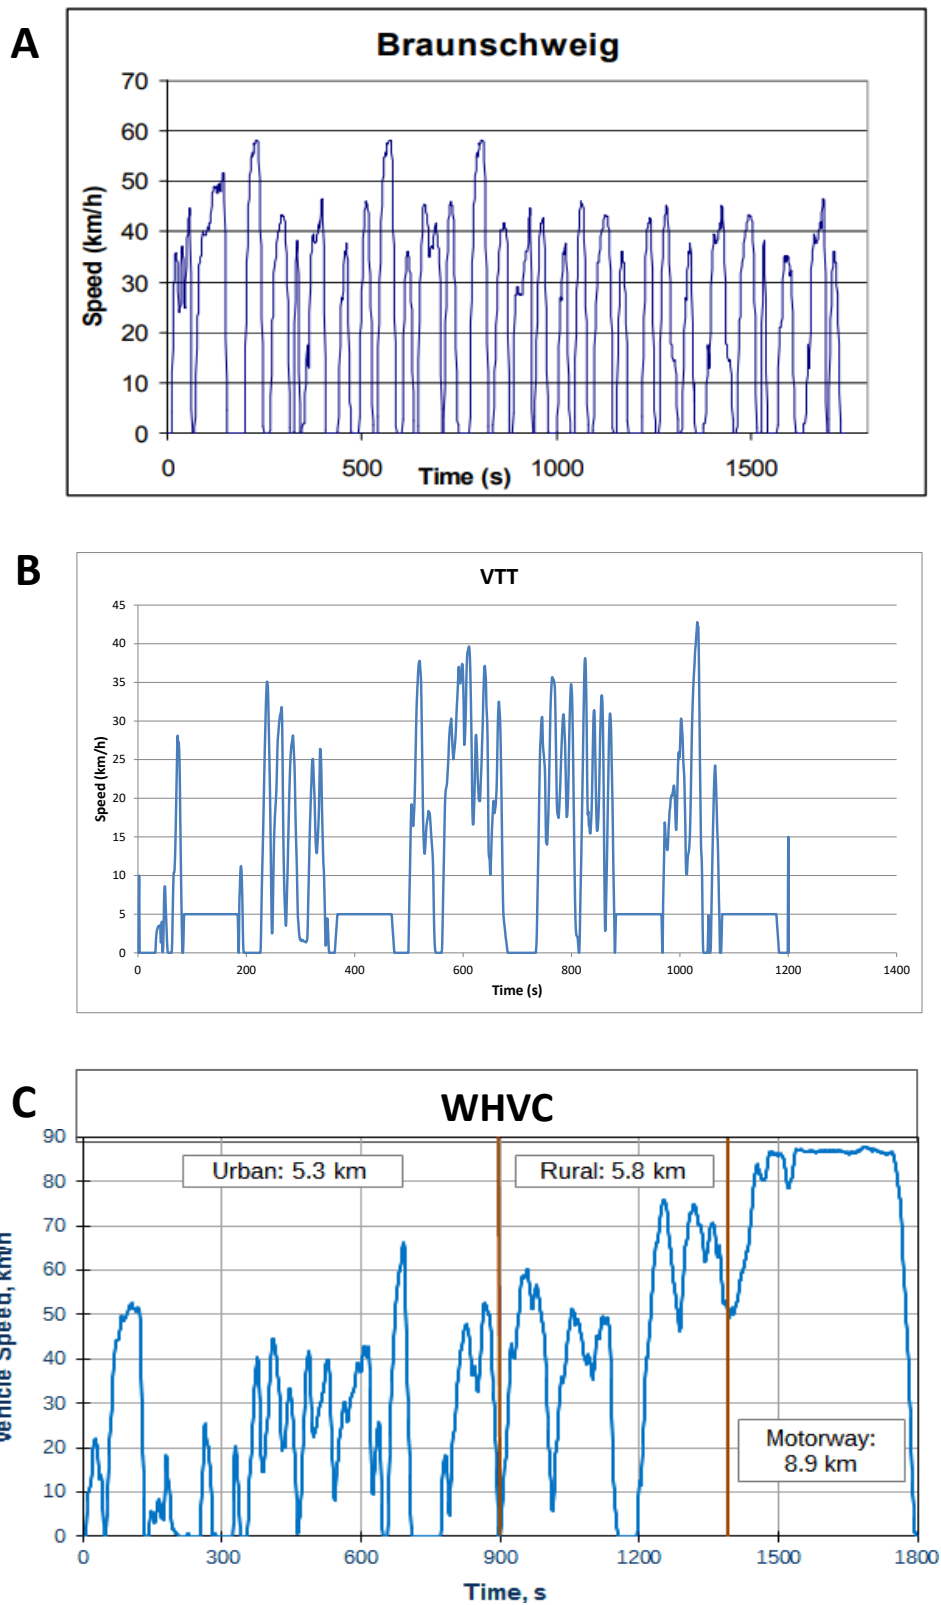 A
Braunschweig
70
60
50
40
30
20
10
0
Speed (km/h)
0 500 1000 1500
Time (s)
B
VTT
45
40
35
30
25
20
15
10
5
0
Speed (km/h)
0 200 400 600 800 1000 1200 1400
Time (s)
C
WHVC
90
80
70
60
50
40
30
20
10
0
Vehicle Speed, km/h
Urban: 5.3 km
Rural: 5.8 km
Motorway:
8.9 km
0 300 600 900 1200 1500 1800
Time, s